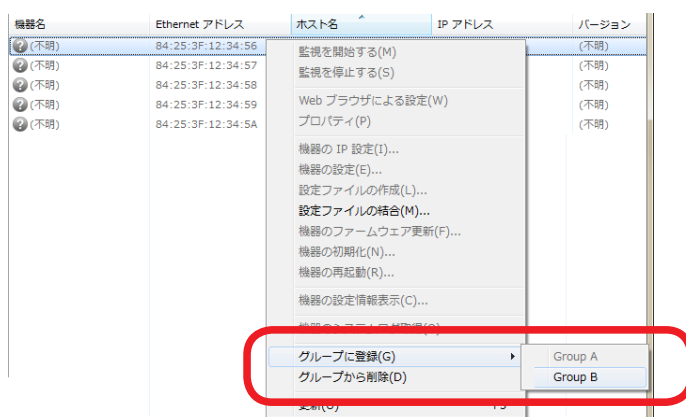 機器名 Ethernet アドレス ホスト名 IP アドレス バージョン
(不明) 84:25:3F:12:34:56 (不明)
(不明) 84:25:3F:12:34:57 (不明)
(不明) 84:25:3F:12:34:58 (不明)
(不明) 84:25:3F:12:34:59 (不明)
(不明) 84:25:3F:12:34:5A (不明)
監視を開始する(M)
監視を停止する(S)
Web ブラウザによる設定(W)
プロパティ(P)
機器の IP 設定(I)...
機器の設定(E)...
設定ファイルの作成(L)...
設定ファイルの結合(M)...
機器のファームウェア更新(F)...
機器の初期化(N)...
機器の再起動(R)...
機器の設定情報表示(C)...
グループに登録(G) Group A
グループから削除(D) Group B
更新(U) F5